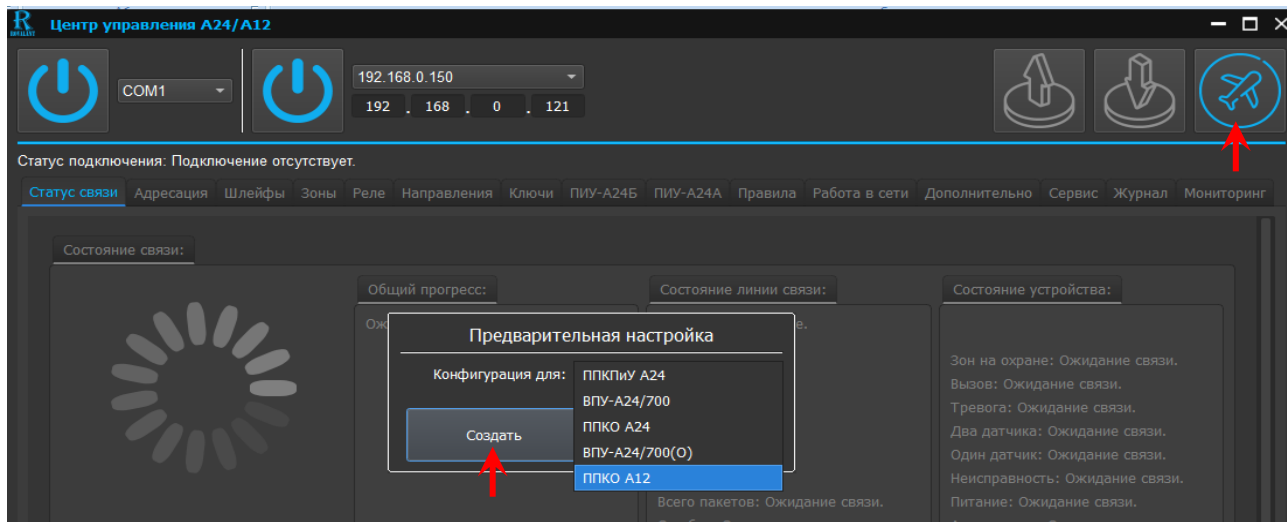 R
ROVALANT
Центр управления А24/А12
COM1
192.168.0.150
192 . 168 . 0 . 121
Статус подключения: Подключение отсутствует.
Статус связи Адресация Шлейфы Зоны Реле Направления Ключи ПИУ-А24Б ПИУ-А24А Правила Работа в сети Дополнительно Сервис Журнал Мониторинг
Состояние связи:
Общий прогресс:
Состояние линии связи:
Состояние устройства:
Предварительная настройка
Конфигурация для:
ППКПиУ А24
ВПУ-А24/700
ППКО А24
ВПУ-А24/700(О)
ППКО А12
Создать
Всего пакетов: Ожидание связи.
Зон на охране: Ожидание связи.
Вызов: Ожидание связи.
Тревога: Ожидание связи.
Два датчика: Ожидание связи.
Один датчик: Ожидание связи.
Неисправность: Ожидание связи.
Питание: Ожидание связи.